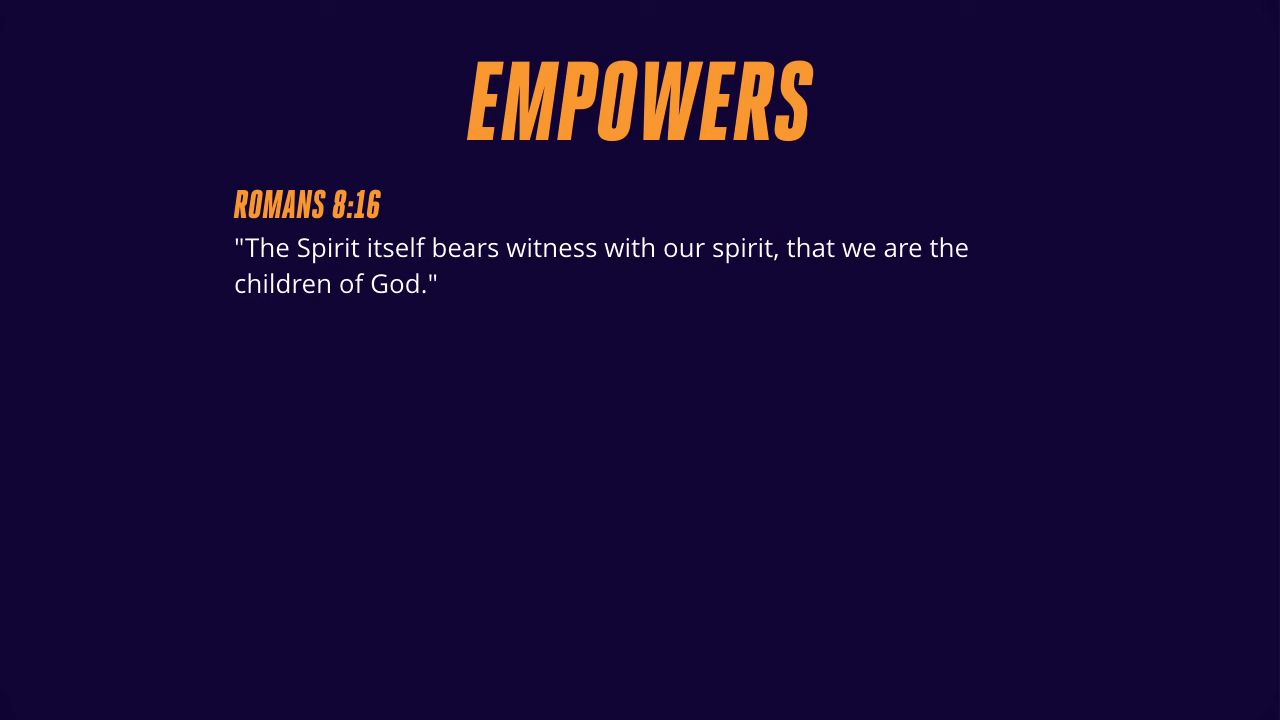 EMPOWERS
ROMANS 8:16
"The Spirit itself bears witness with our spirit, that we are the
children of God."